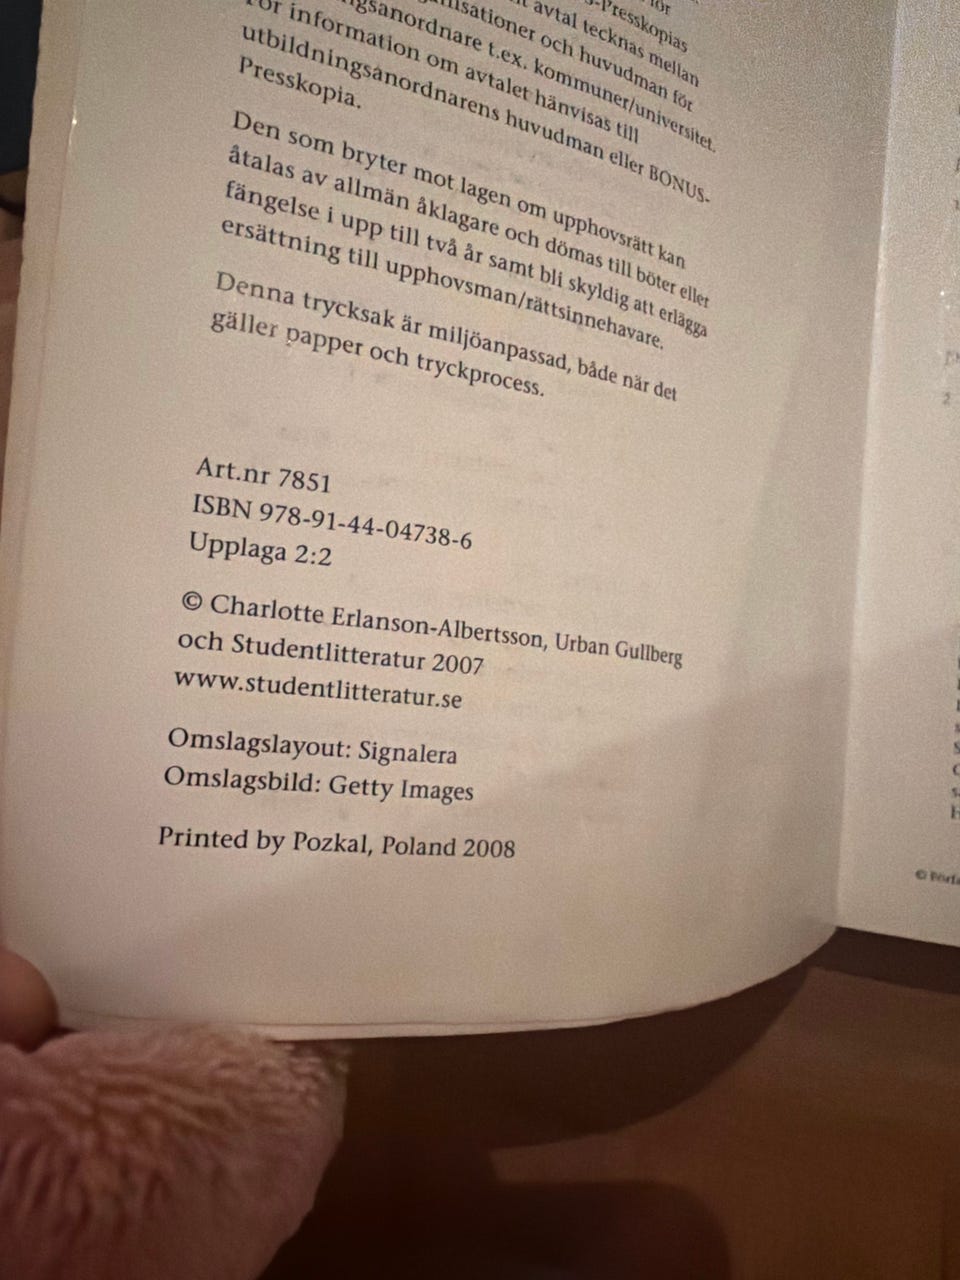 -Presskopias
avtal tecknas mellan
och huvudman för
t.ex. kommuner/universitet.
För information om avtalet hänvisas till
utbildningsanordnarens huvudman eller BONUS-
Presskopia.
Den som bryter mot lagen om upphovsrätt kan
åtalas av allmän åklagare och dömas till böter eller
fängelse i upp till två år samt bli skyldig att erlägga
ersättning till upphovsman/rättsinnehavare.
Denna trycksak är miljöanpassad, både när det
gäller papper och tryckprocess.
Art.nr 7851
ISBN 978-91-44-04738-6
Upplaga 2:2
© Charlotte Erlanson-Albertsson, Urban Gullberg
och Studentlitteratur 2007
www.studentlitteratur.se
Omslagslayout: Signalera
Omslagsbild: Getty Images
Printed by Pozkal, Poland 2008